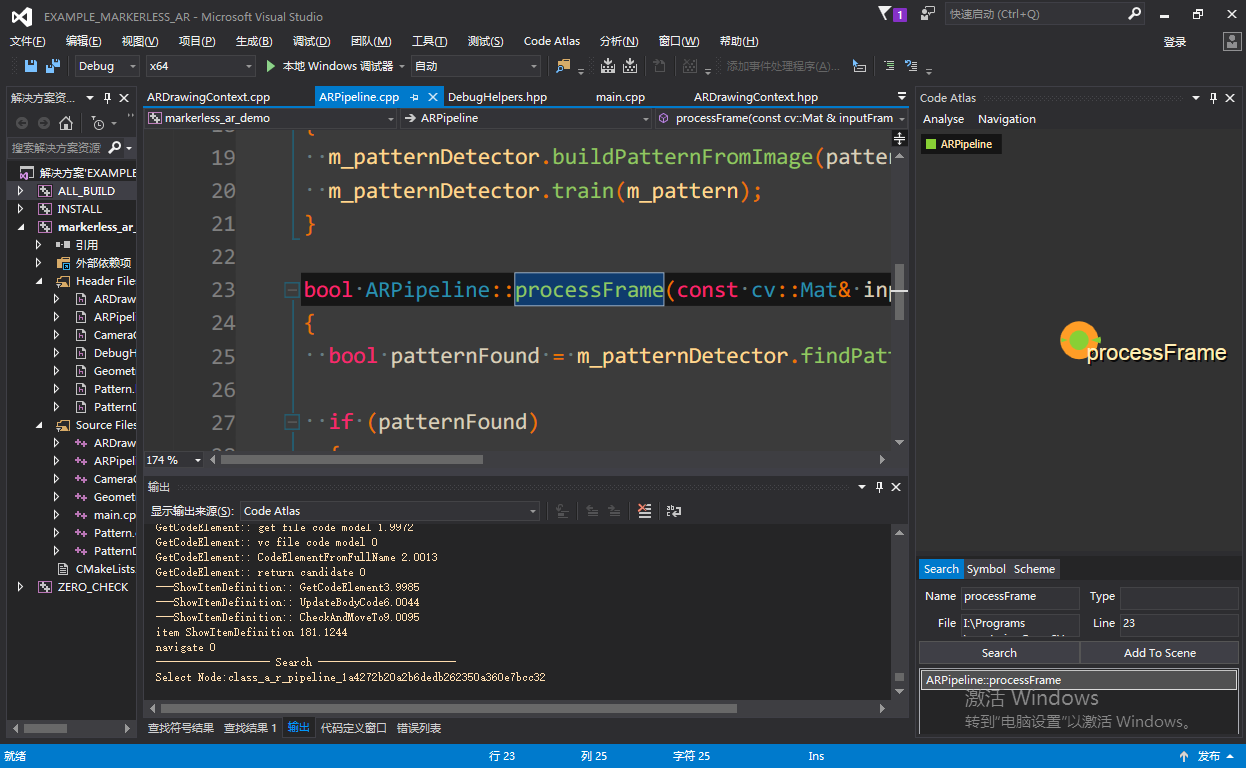 EXAMPLE_MARKERLESS_AR - Microsoft Visual Studio
1
快速启动 (Ctrl+Q)
文件(F) 编辑(E) 视图(V) 项目(P) 生成(B) 调试(D) 团队(M) 工具(T) 测试(S) Code Atlas 分析(N) 窗口(W) 帮助(H) 登录
Debug x64 本地 Windows 调试器 自动 添加事件处理程序(A)...
解决方案资...
搜索解决方案资源
解决方案'EXAMPLE
ALL_BUILD
INSTALL
markerless_ar_
引用
外部依赖项
Header File
ARDraw
ARPipel
CameraC
DebugH
Geomet
Pattern.
PatternD
Source Files
ARDraw
ARPipel
CameraC
Geomet
main.cp
Pattern.
PatternD
CMakeLists
ZERO_CHECK
ARDrawingContext.cpp ARPipeline.cpp DebugHelpers.hpp main.cpp ARDrawingContext.hpp
markerless_ar_demo ARPipeline processFrame(const cv::Mat & inputFram
19 m_patternDetector.buildPatternFromImage(patter
20 m_patternDetector.train(m_pattern);
21 }
22
23 bool ARPipeline::processFrame(const cv::Mat& inp
24 {
25 bool patternFound = m_patternDetector.findPatt
26
27 if (patternFound)
174 %
输出
显示输出来源(S): Code Atlas
GetCodeElement:: get file code model 1.9972
GetCodeElement:: vc file code model 0
GetCodeElement:: CodeElementFromFullName 2.0013
GetCodeElement:: return candidate 0
----ShowItemDefinition:: GetCodeElement3.9985
----ShowItemDefinition:: UpdateBodyCode6.0044
----ShowItemDefinition:: CheckAndMoveTo9.0095
item ShowItemDefinition 181.1244
navigate 0
------------------- Search -----------------------
Select Node:class_a_r_pipeline_1a4272b20a2b6dedb262350a360e7bcc32
查找符号结果 查找结果 1 输出 代码定义窗口 错误列表
Code Atlas
Analyse Navigation
ARPipeline
processFrame
Search Symbol Scheme
Name processFrame Type
File I:\Programs Line 23
Search Add To Scene
ARPipeline::processFrame
激活 Windows
转到"电脑设置"以激活 Windows。
就绪 行 23 列 25 字符 25 Ins 发布